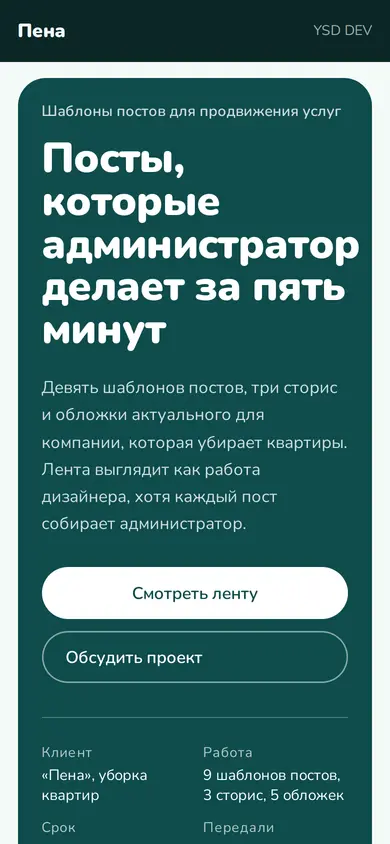 Пена
YSD DEV
Шаблоны постов для продвижения услуг
Посты,
которые
администратор
делает за пять
минут
Девять шаблонов постов, три сторис
и обложки актуального для
компании, которая убирает квартиры.
Лента выглядит как работа
дизайнера, хотя каждый пост
собирает администратор.
Смотреть ленту
Обсудить проект
Клиент
«Пена», уборка
квартир
Работа
9 шаблонов постов,
3 сторис, 5 обложек
Срок
Передали